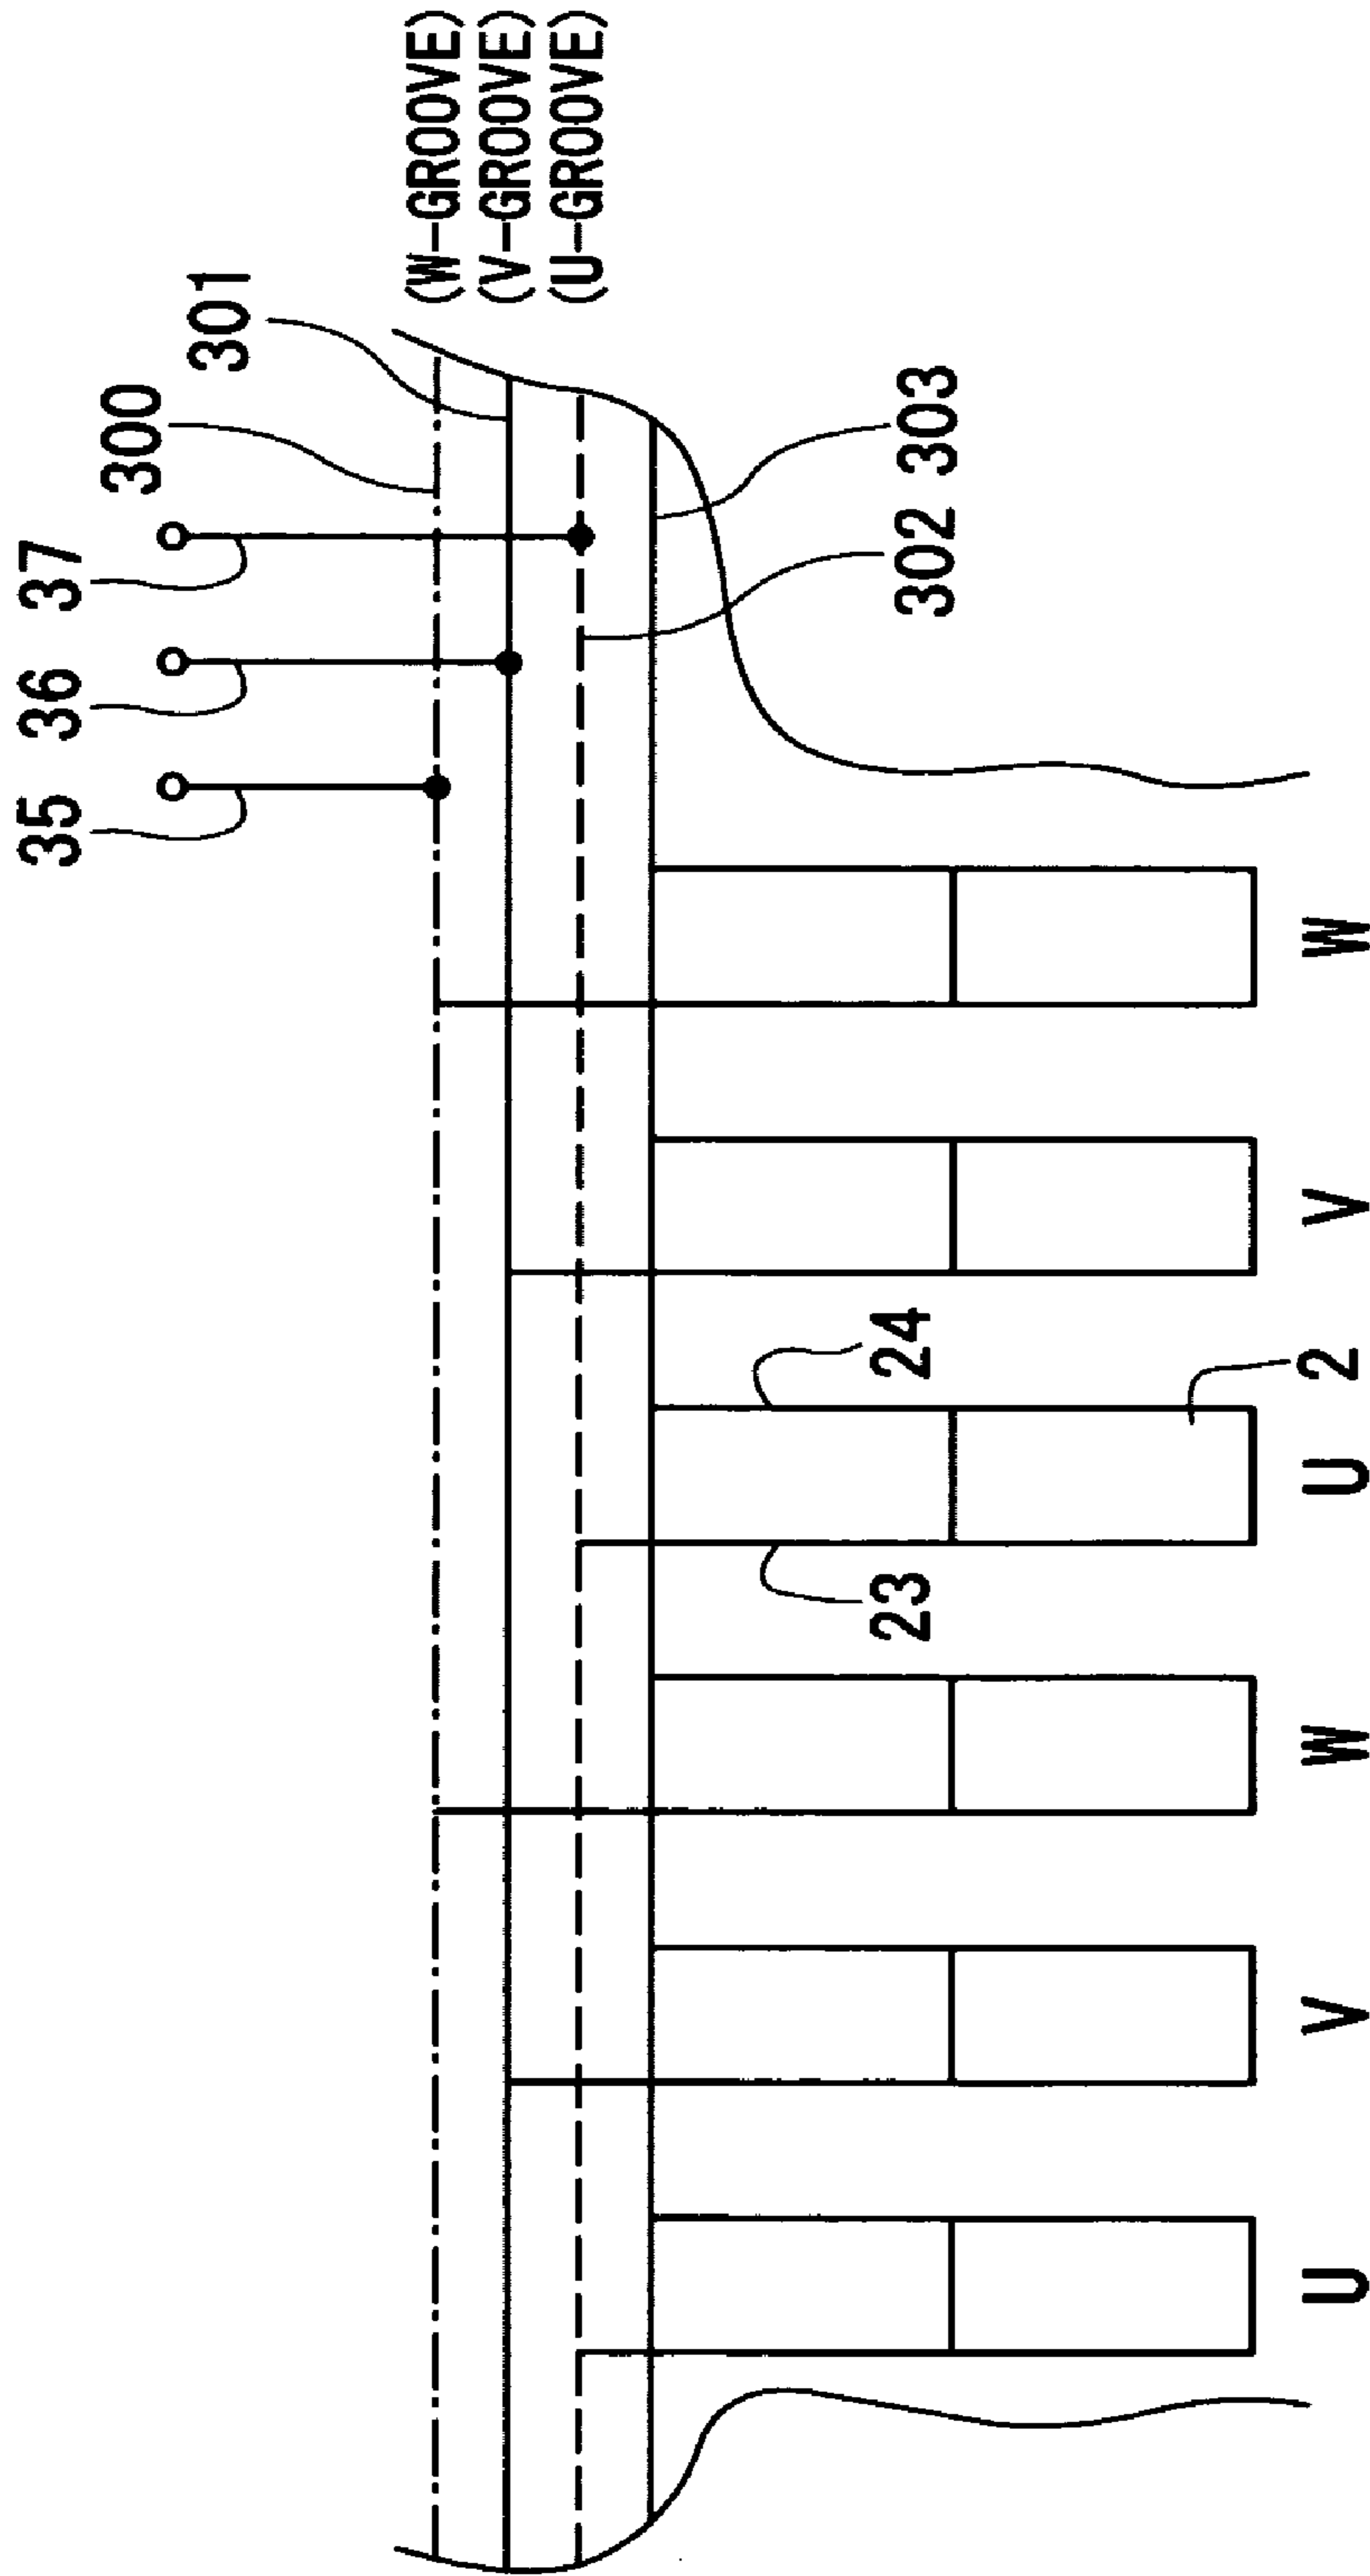 35
36
37
300
301
(W-GROOVE)
(V-GROOVE)
(U-GROOVE)
23
24
302
303
2
U
V
W
U
V
W